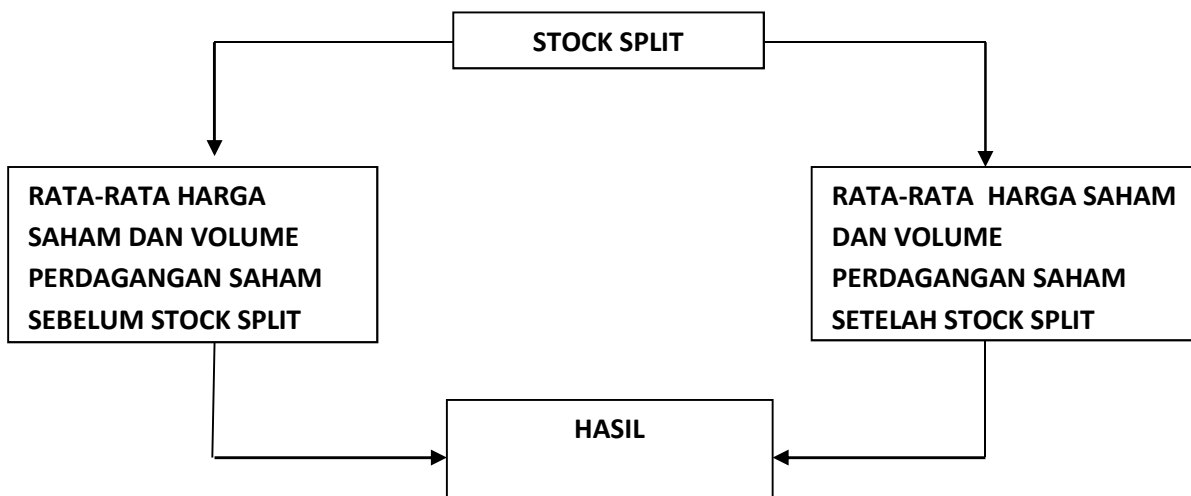 STOCK SPLIT
RATA-RATA HARGA
SAHAM DAN VOLUME
PERDAGANGAN SAHAM
SEBELUM STOCK SPLIT
RATA-RATA  HARGA SAHAM
DAN VOLUME
PERDAGANGAN SAHAM
SETELAH STOCK SPLIT
HASIL